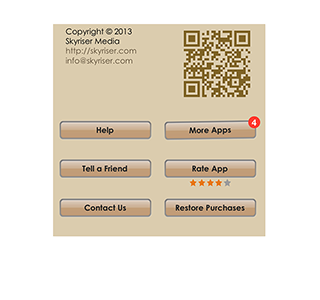 Copyright © 2013
Skyriser Media
http://skyriser.com
info@skyriser.com
Help
More Apps
4
Tell a Friend
Rate App
Contact Us
Restore Purchases